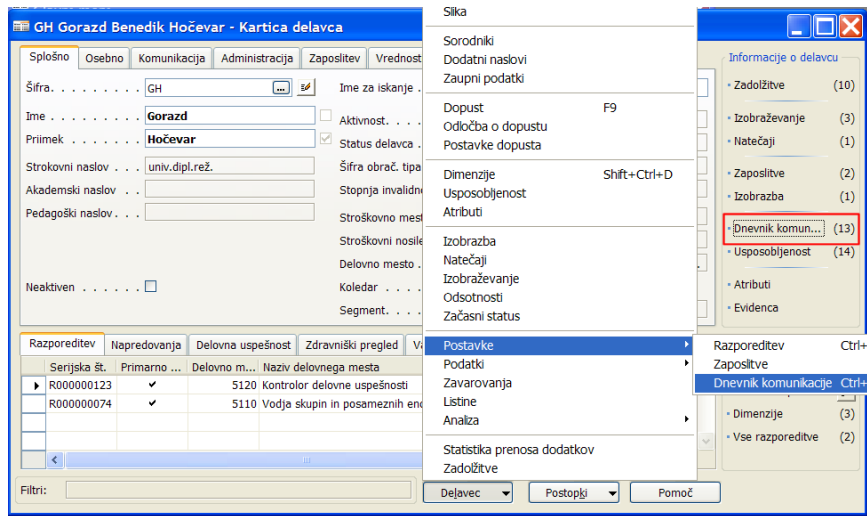 GH Gorazd Benedik Hočevar - Kartica delavca
Splošno Osebno Komunikacija Administracija Zaposlitev Vrednost
Šifra. . . . . . . . . . GH
Ime . . . . . . . . . . Gorazd
Priimek . . . . . . . Hočevar
Strokovni naslov . . univ.dipl.rež.
Akademski naslov . .
Pedagoški naslov. . .
Neaktiven . . . . . .
Ime za iskanje .
Aktivnost. . . .
Status delavca .
Šifra obrač. tipa
Stopnja invalidn
Stroškovno mest
Stroškovni nosile
Delovno mesto .
Koledar . . . .
Segment. . . .
Razporeditev Napredovanja Delovna uspešnost Zdravniški pregled
Serijska št. Primarno ... Delovno m... Naziv delovnega mesta
R000000123 5120 Kontrolor delovne uspešnosti
R000000074 5110 Vodja skupin in posameznih eno
Filtri:
Delavec Postopki Pomoč
Slika
Sorodniki
Dodatni naslovi
Zaupni podatki
Dopust F9
Odločba o dopustu
Postavke dopusta
Dimenzije Shift+Ctrl+D
Usposobljenost
Atributi
Izobrazba
Natečaji
Izobraževanje
Odsotnosti
Začasni status
Postavke
Podatki
Zavarovanja
Listine
Analiza
Statistika prenosa dodatkov
Zadolžitve
Razporeditev Ctrl+
Zaposlitve
Dnevnik komunikacije Ctrl+
Informacije o delavcu
Zadolžitve (10)
Izobraževanje (3)
Natečaji (1)
Zaposlitve (2)
Izobrazba (1)
Dnevnik komun... (13)
Usposobljenost (14)
Atributi
Evidenca
Dimenzije (3)
Vse razporeditve (2)